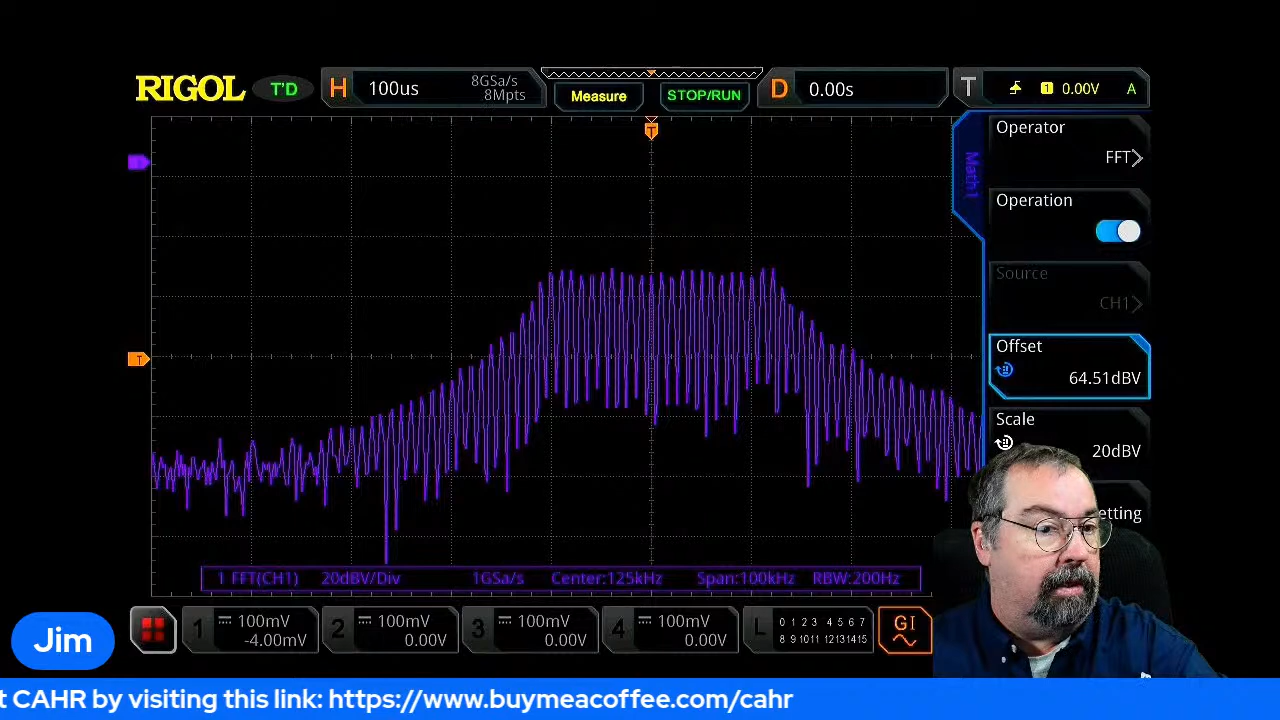 RIGOL T'D H 100us 8GSa/s 8Mpts Measure STOP/RUN D 0.00s T 1 0.00V A
T
Operator
FFT
Math1
Operation
Source
CH1
Offset
64.51dBV
T
Scale
20dBV
etting
1 FFT(CH1) 20dBV/Div 1GSa/s Center:125kHz Span:100kHz RBW:200Hz
1 100mV -4.00mV 2 100mV 0.00V 3 100mV 0.00V 4 100mV 0.00V L 0 1 2 3 4 5 6 7 8 9 10 11 12 13 14 15 GI
Jim
t CAHR by visiting this link: https://www.buymeacoffee.com/cahr